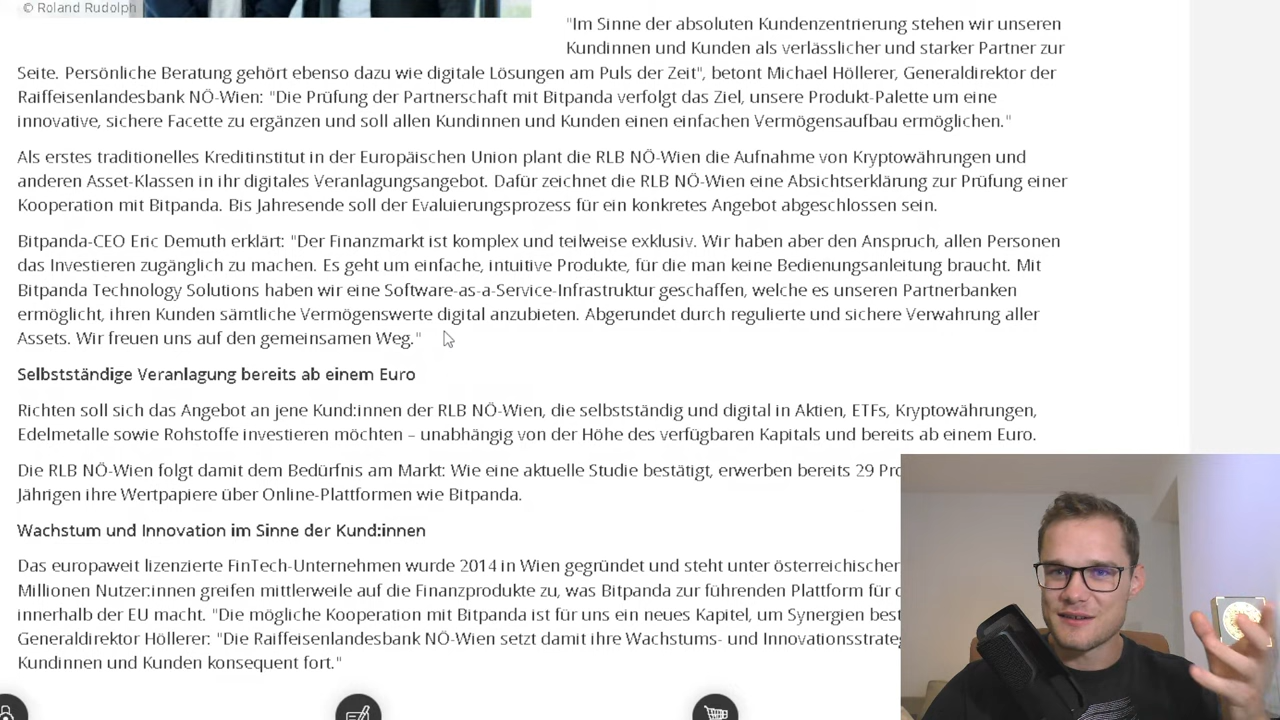 © Roland Rudolph
"Im Sinne der absoluten Kundenzentrierung stehen wir unseren
Kundinnen und Kunden als verlässlicher und starker Partner zur
Seite. Persönliche Beratung gehört ebenso dazu wie digitale Lösungen am Puls der Zeit", betont Michael Höllerer, Generaldirektor der
Raiffeisenlandesbank NÖ-Wien: "Die Prüfung der Partnerschaft mit Bitpanda verfolgt das Ziel, unsere Produkt-Palette um eine
innovative, sichere Facette zu ergänzen und soll allen Kundinnen und Kunden einen einfachen Vermögensaufbau ermöglichen."
Als erstes traditionelles Kreditinstitut in der Europäischen Union plant die RLB NÖ-Wien die Aufnahme von Kryptowährungen und
anderen Asset-Klassen in ihr digitales Veranlagungsangebot. Dafür zeichnet die RLB NÖ-Wien eine Absichtserklärung zur Prüfung einer
Kooperation mit Bitpanda. Bis Jahresende soll der Evaluierungsprozess für ein konkretes Angebot abgeschlossen sein.
Bitpanda-CEO Eric Demuth erklärt: "Der Finanzmarkt ist komplex und teilweise exklusiv. Wir haben aber den Anspruch, allen Personen
das Investieren zugänglich zu machen. Es geht um einfache, intuitive Produkte, für die man keine Bedienungsanleitung braucht. Mit
Bitpanda Technology Solutions haben wir eine Software-as-a-Service-Infrastruktur geschaffen, welche es unseren Partnerbanken
ermöglicht, ihren Kunden sämtliche Vermögenswerte digital anzubieten. Abgerundet durch regulierte und sichere Verwahrung aller
Assets. Wir freuen uns auf den gemeinsamen Weg."
Selbstständige Veranlagung bereits ab einem Euro
Richten soll sich das Angebot an jene Kund:innen der RLB NÖ-Wien, die selbstständig und digital in Aktien, ETFs, Kryptowährungen,
Edelmetalle sowie Rohstoffe investieren möchten – unabhängig von der Höhe des verfügbaren Kapitals und bereits ab einem Euro.
Die RLB NÖ-Wien folgt damit dem Bedürfnis am Markt: Wie eine aktuelle Studie bestätigt, erwerben bereits 29
Jährigen ihre Wertpapiere über Online-Plattformen wie Bitpanda.
Wachstum und Innovation im Sinne der Kund:innen
Das europaweit lizenzierte FinTech-Unternehmen wurde 2014 in Wien gegründet und steht unter österreichischer
Millionen Nutzer:innen greifen mittlerweile auf die Finanzprodukte zu, was Bitpanda zur führenden Plattform für
innerhalb der EU macht. "Die mögliche Kooperation mit Bitpanda ist für uns ein neues Kapitel, um Synergien
Generaldirektor Höllerer: "Die Raiffeisenlandesbank NÖ-Wien setzt damit ihre Wachstums- und
Kundinnen und Kunden konsequent fort."